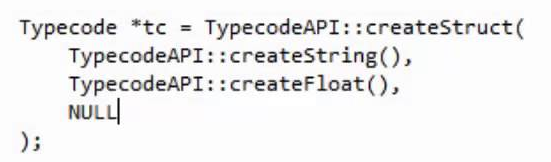 Typecode *tc = TypecodeAPI::createStruct(
    TypecodeAPI::createString(),
    TypecodeAPI::createFloat(),
    NULL
);